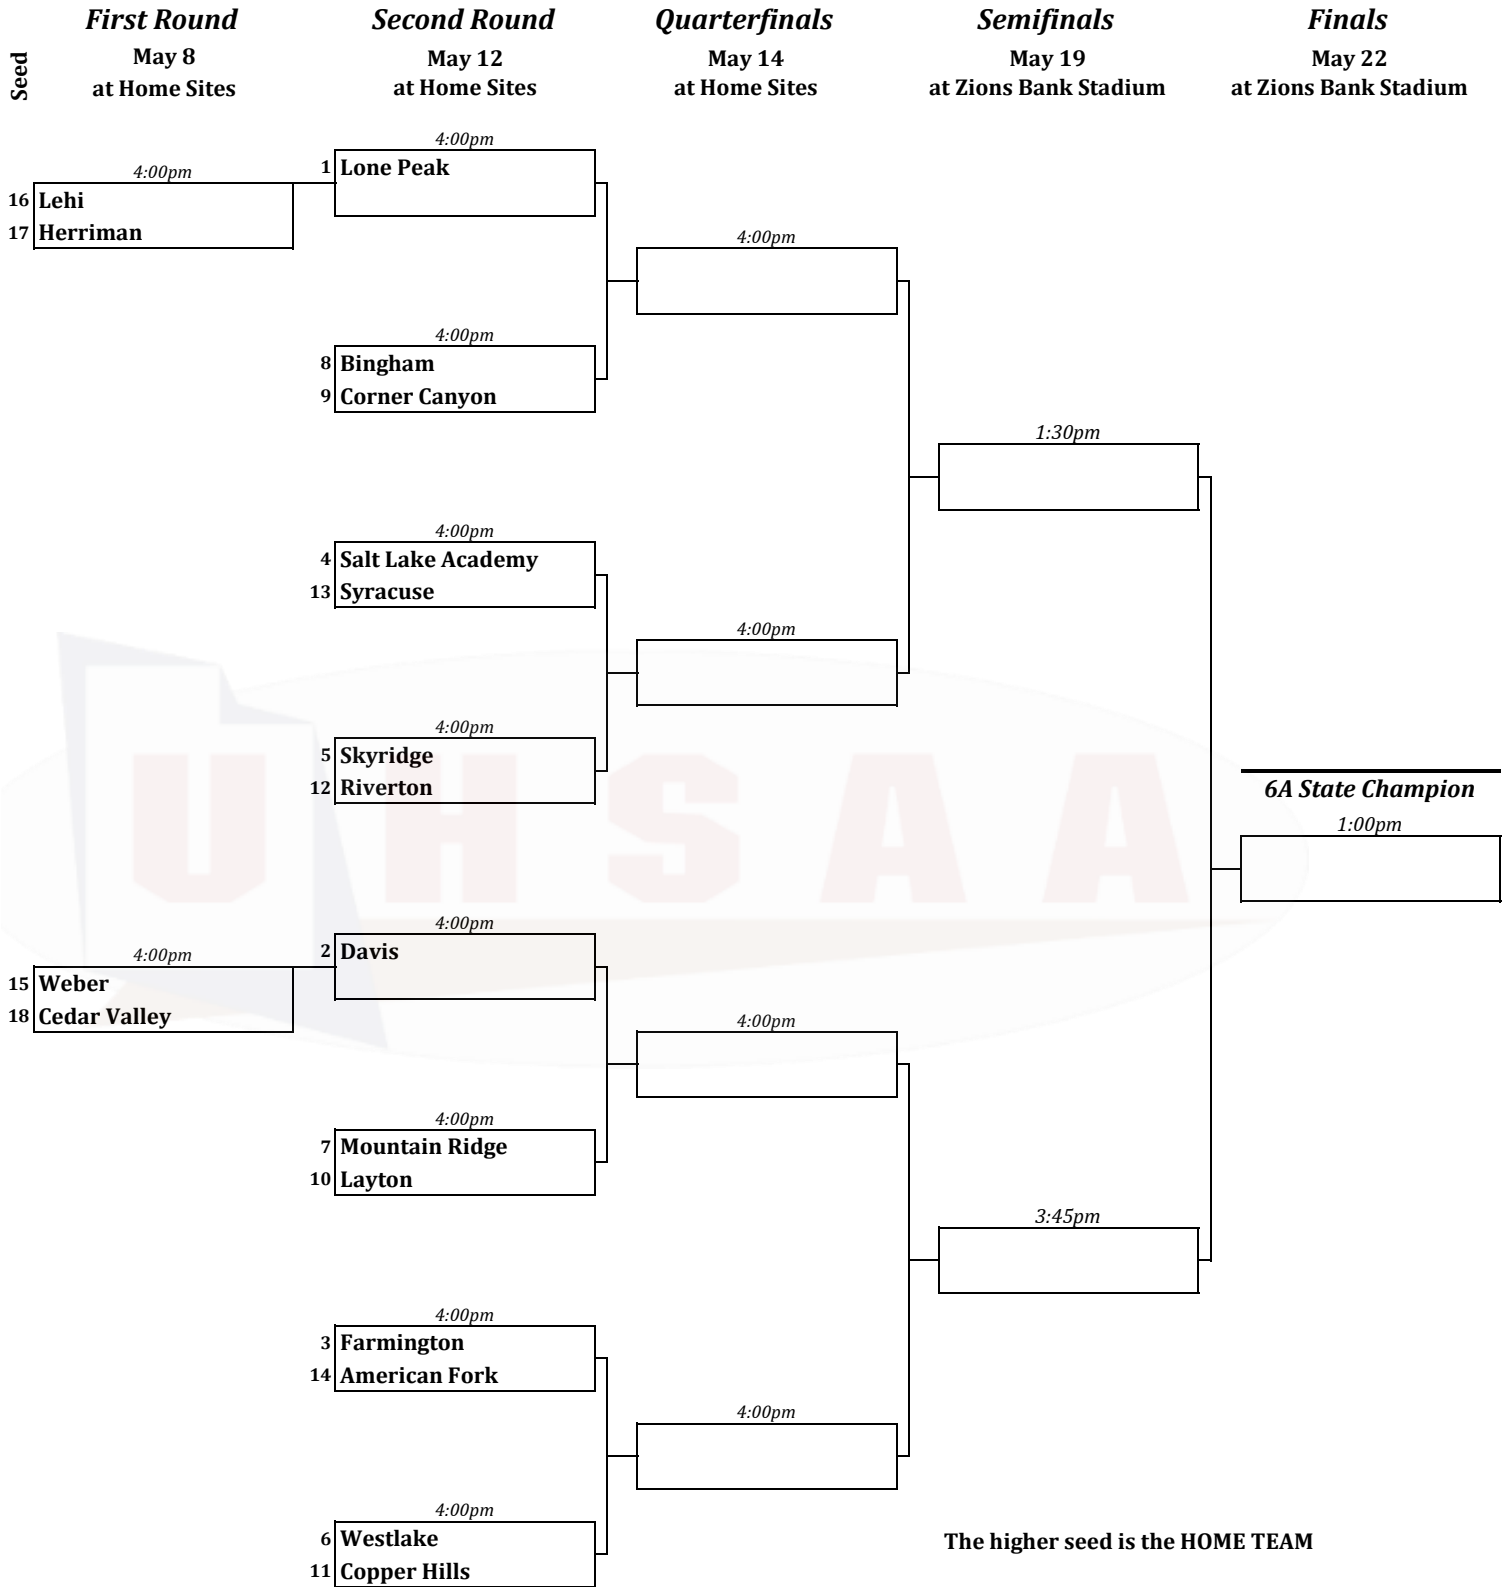 First Round
Second Round
Quarterfinals
Semifinals
Finals
Seed
May 8
May 12
May 14
May 19
May 22
at Home Sites
at Home Sites
at Home Sites
at Zions Bank Stadium
at Zions Bank Stadium
4:00pm
1 Lone Peak
4:00pm
16 Lehi
17 Herriman
4:00pm
4:00pm
8 Bingham
9 Corner Canyon
1:30pm
4:00pm
4 Salt Lake Academy
13 Syracuse
4:00pm
4:00pm
5 Skyridge
12 Riverton
UHSAA
6A State Champion
1:00pm
4:00pm
2 Davis
4:00pm
15 Weber
18 Cedar Valley
4:00pm
4:00pm
7 Mountain Ridge
10 Layton
3:45pm
4:00pm
3 Farmington
14 American Fork
4:00pm
4:00pm
6 Westlake
11 Copper Hills
The higher seed is the HOME TEAM